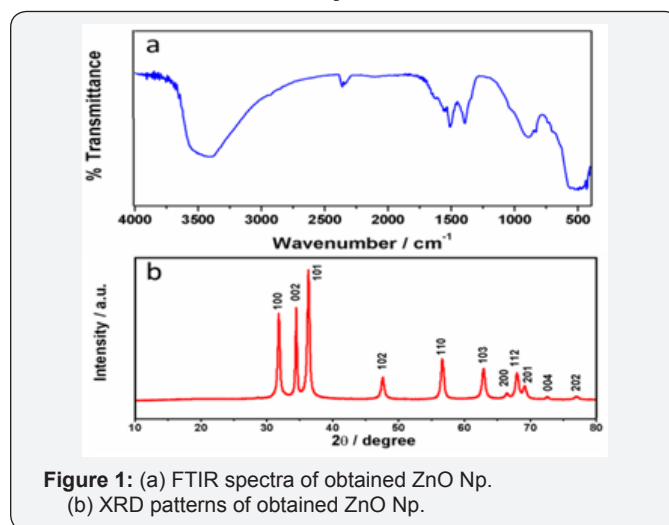 a
% Transmittance
4000 3500 3000 2500 2000 1500 1000 500
Wavenumber / cm⁻¹
b
Intensity / a.u.
100 002 101 102 110 103 200 112 201 004 202
10 20 30 40 50 60 70 80
2θ / degree
Figure 1: (a) FTIR spectra of obtained ZnO Np.
(b) XRD patterns of obtained ZnO Np.